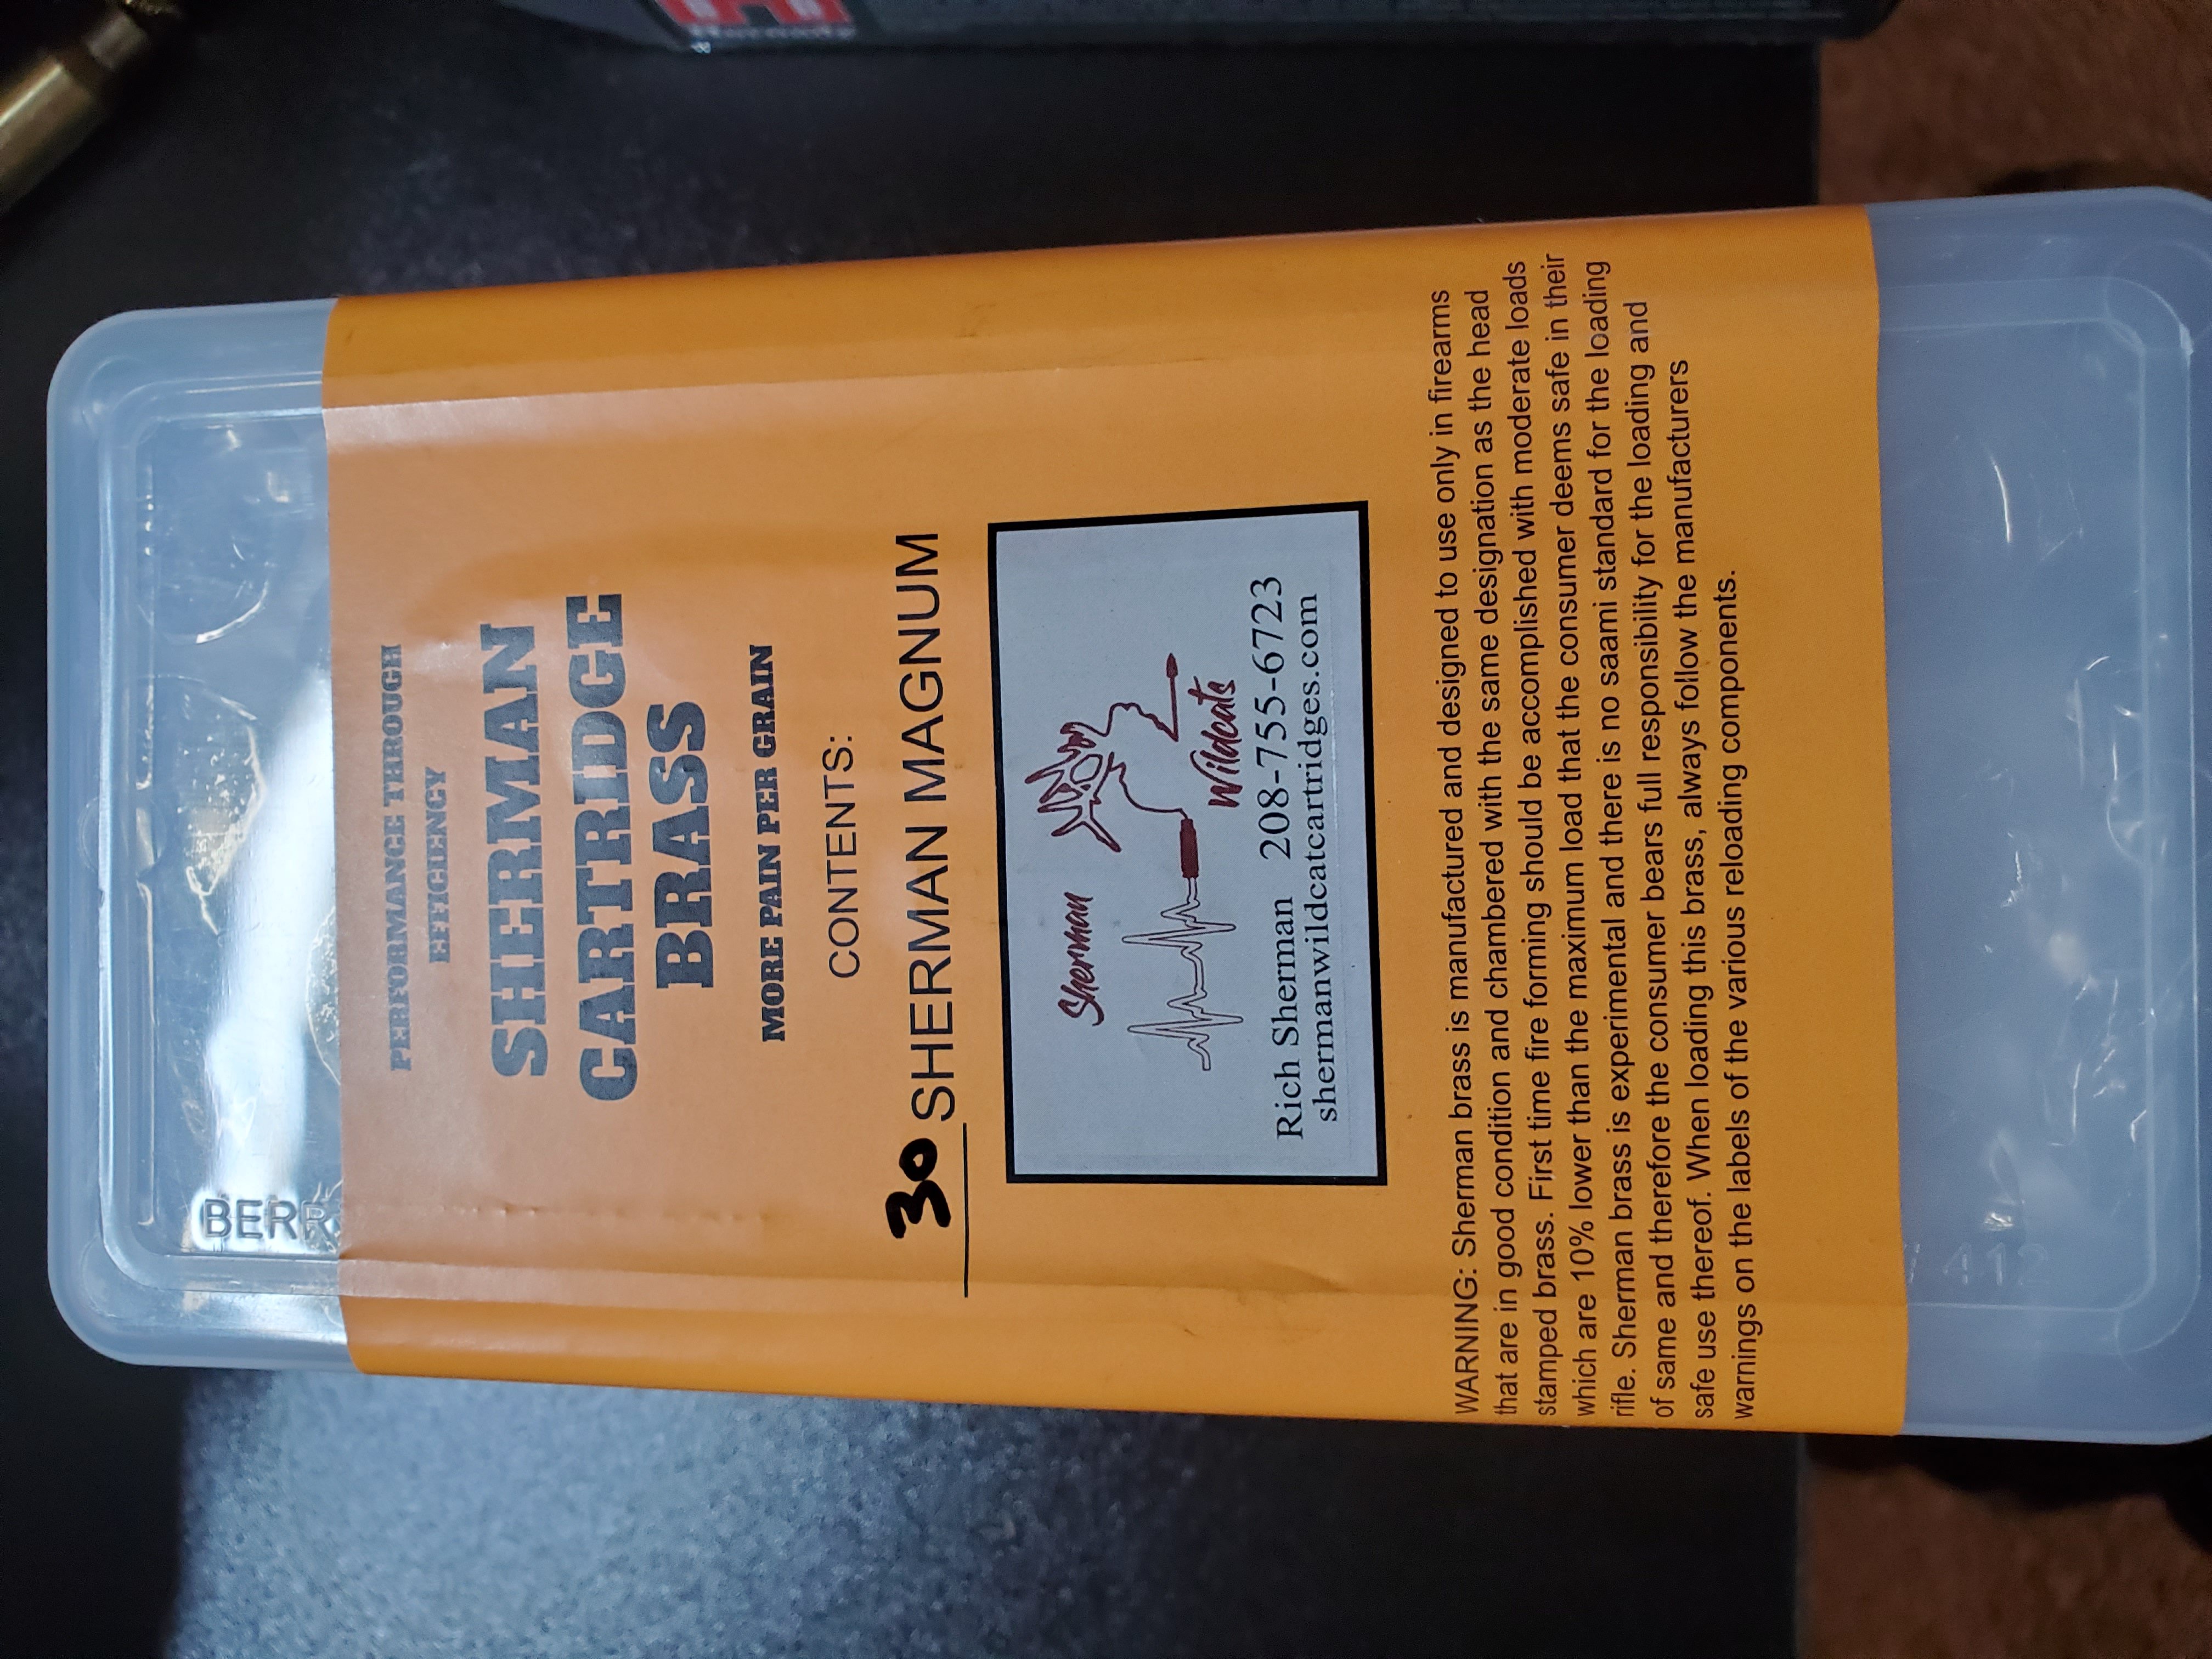 Hornady
BERR
PERFORMANCE THROUGH
EFFICIENCY
SHERMAN
CARTRIDGE
BRASS
MORE PAIN PER GRAIN
CONTENTS:
30 SHERMAN MAGNUM
Sherman
Wildcats
Rich Sherman 208-755-6723
shermanwildcatcartridges.com
WARNING: Sherman brass is manufactured and designed to use only in firearms
that are in good condition and chambered with the same designation as the head
stamped brass. First time fire forming should be accomplished with moderate loads
which are 10% lower than the maximum load that the consumer deems safe in their
rifle. Sherman brass is experimental and there is no saami standard for the loading
of same and therefore the consumer bears full responsibility for the loading and
safe use thereof. When loading this brass, always follow the manufacturers
warnings on the labels of the various reloading components.
412